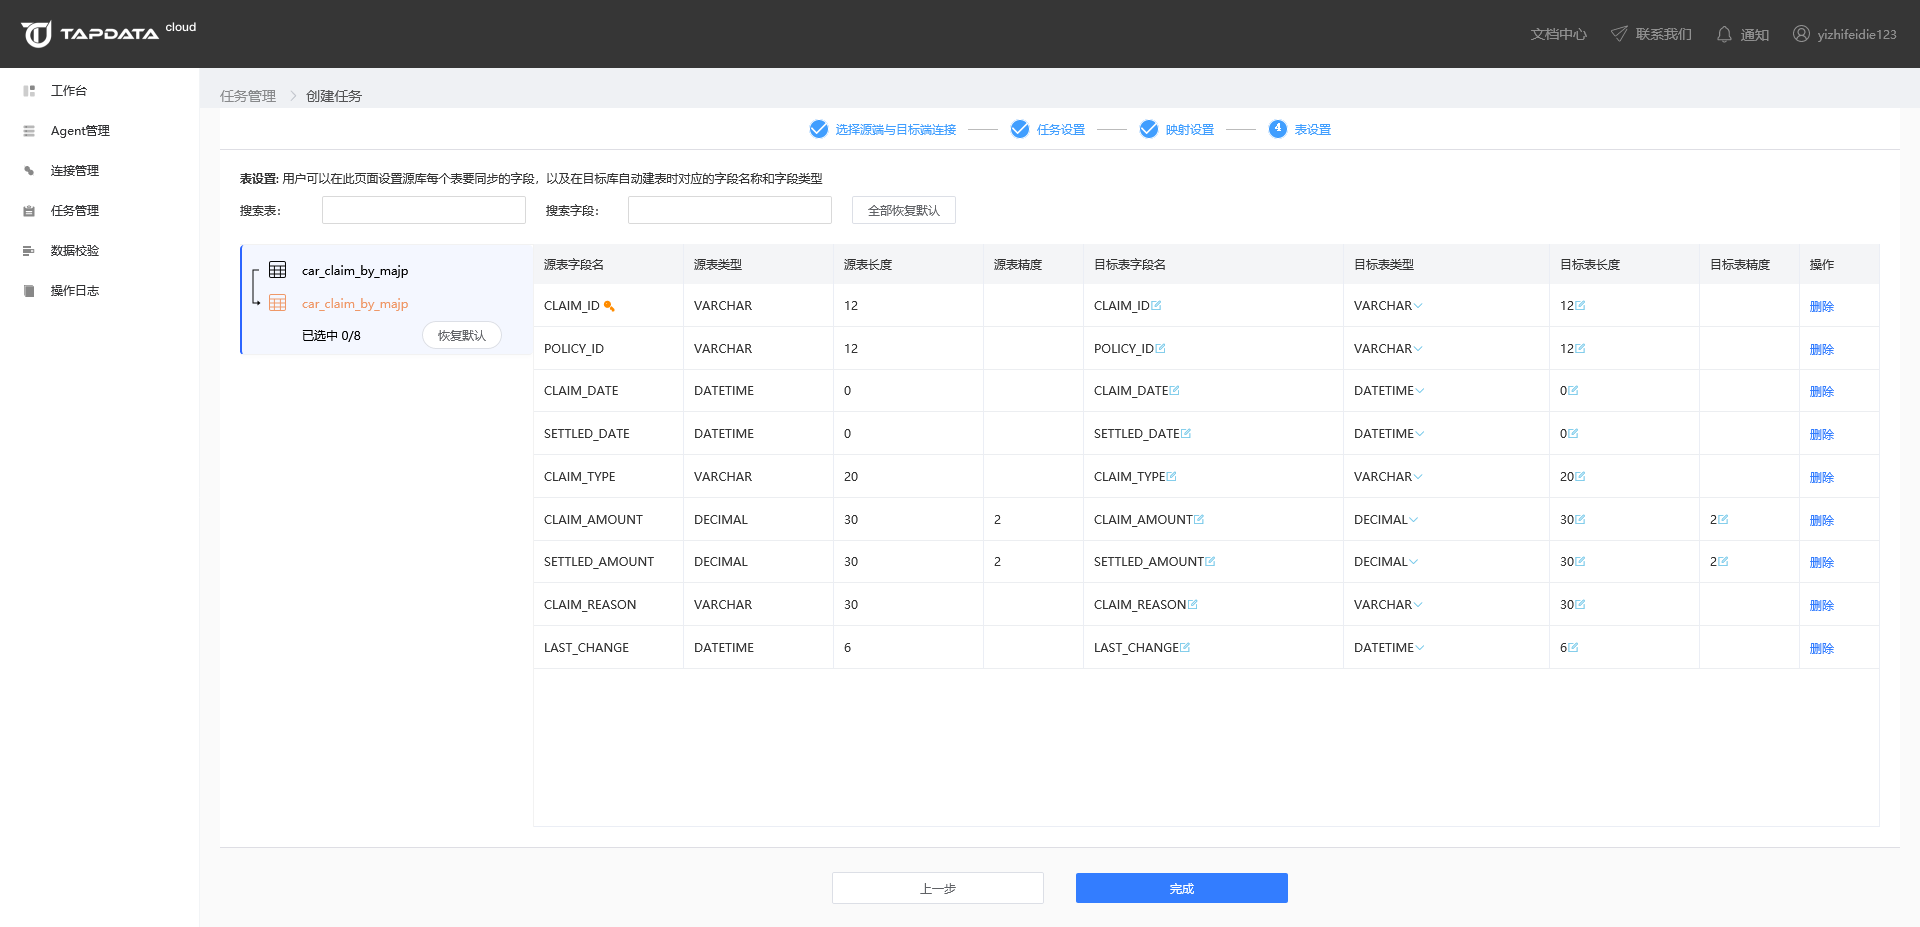 TAPDATA cloud
文档中心 联系我们 通知 yizhifeidie123
工作台
Agent管理
连接管理
任务管理
数据校验
操作日志
任务管理 创建任务
选择源端与目标端连接 任务设置 映射设置 4 表设置
表设置: 用户可以在此页面设置源库每个表要同步的字段，以及在目标库自动建表时对应的字段名称和字段类型
搜索表： 搜索字段： 全部恢复默认
car_claim_by_majp
car_claim_by_majp
已选中 0/8 恢复默认
源表字段名 源表类型 源表长度 源表精度 目标表字段名 目标表类型 目标表长度 目标表精度 操作
CLAIM_ID VARCHAR 12 CLAIM_ID VARCHAR 12 删除
POLICY_ID VARCHAR 12 POLICY_ID VARCHAR 12 删除
CLAIM_DATE DATETIME 0 CLAIM_DATE DATETIME 0 删除
SETTLED_DATE DATETIME 0 SETTLED_DATE DATETIME 0 删除
CLAIM_TYPE VARCHAR 20 CLAIM_TYPE VARCHAR 20 删除
CLAIM_AMOUNT DECIMAL 30 2 CLAIM_AMOUNT DECIMAL 30 2 删除
SETTLED_AMOUNT DECIMAL 30 2 SETTLED_AMOUNT DECIMAL 30 2 删除
CLAIM_REASON VARCHAR 30 CLAIM_REASON VARCHAR 30 删除
LAST_CHANGE DATETIME 6 LAST_CHANGE DATETIME 6 删除
上一步 完成